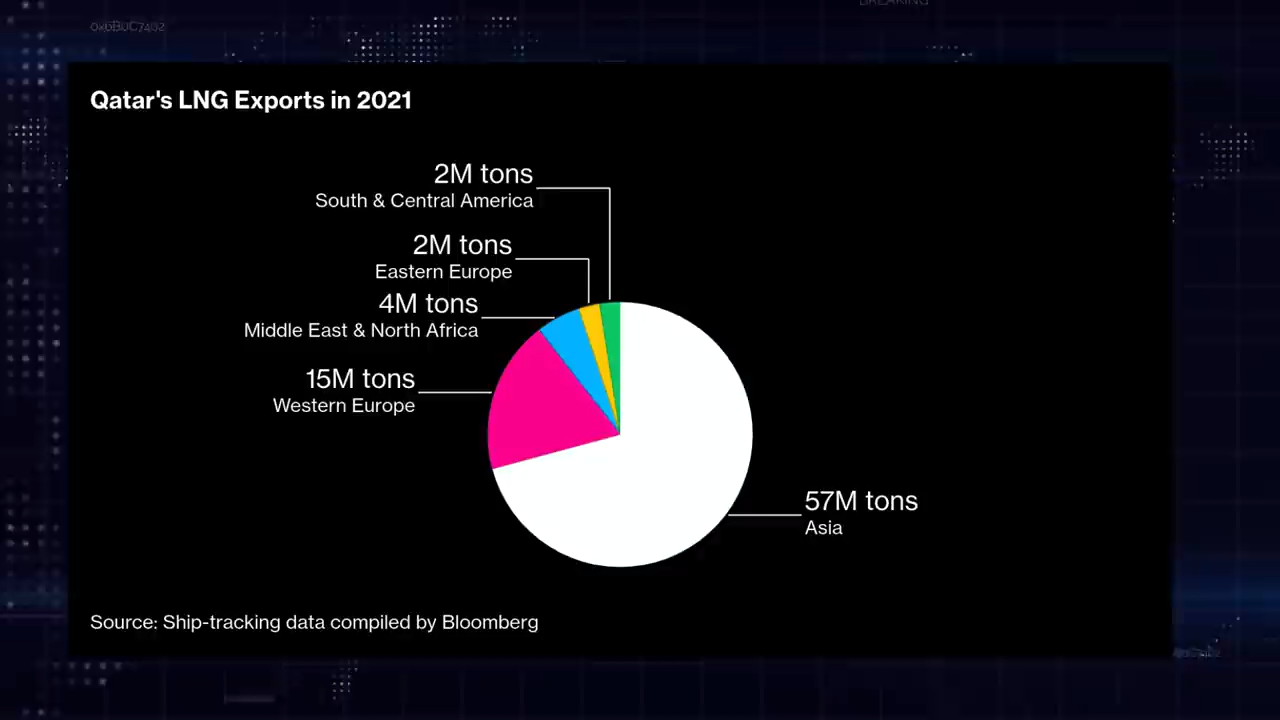 Qatar's LNG Exports in 2021
2M tons
South & Central America
2M tons
Eastern Europe
4M tons
Middle East & North Africa
15M tons
Western Europe
57M tons
Asia
Source: Ship-tracking data compiled by Bloomberg